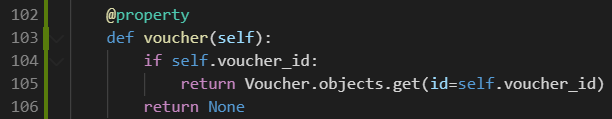 102 @property
103 def voucher(self):
104 if self.voucher_id:
105 return Voucher.objects.get(id=self.voucher_id)
106 return None